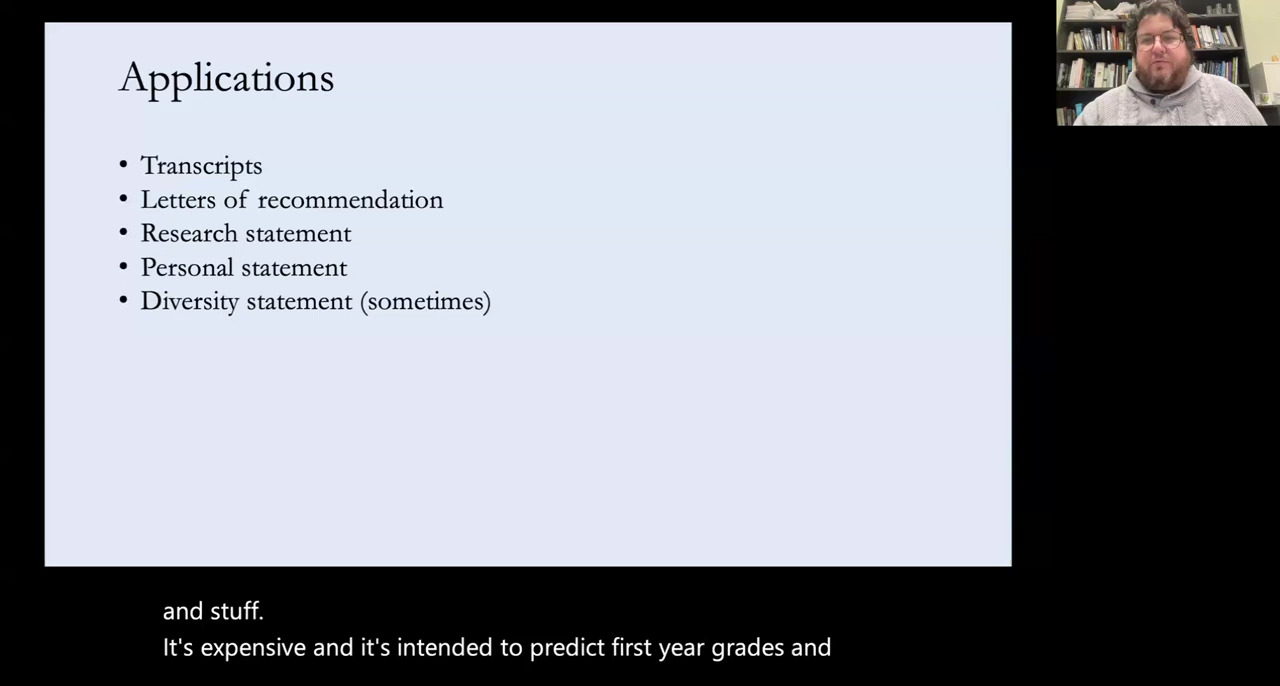 Applications
• Transcripts
• Letters of recommendation
• Research statement
• Personal statement
• Diversity statement (sometimes)
and stuff.
It's expensive and it's intended to predict first year grades and